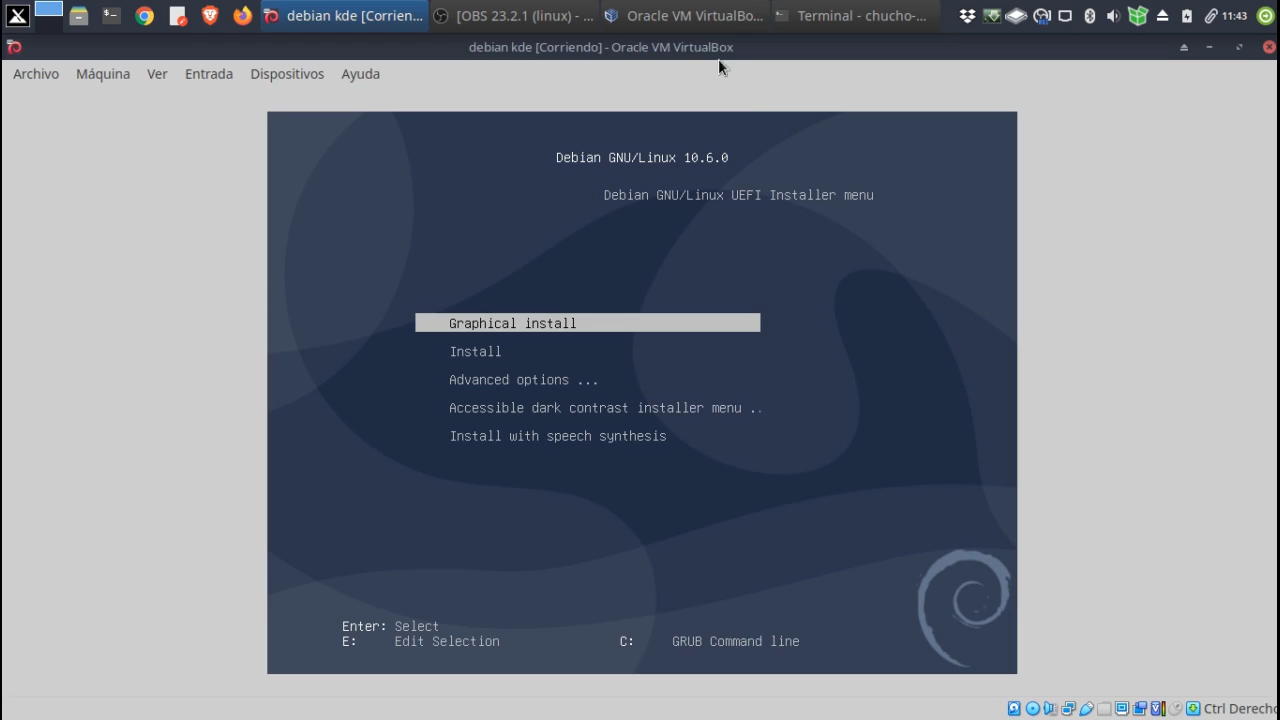 debian kde [Corrien...
[OBS 23.2.1 (linux) - ...
Oracle VM VirtualBo...
Terminal - chucho-...
11:43
debian kde [Corriendo] - Oracle VM VirtualBox
Archivo Máquina Ver Entrada Dispositivos Ayuda
Debian GNU/Linux 10.6.0
Debian GNU/Linux UEFI Installer menu
Graphical install
Install
Advanced options ...
Accessible dark contrast installer menu ..
Install with speech synthesis
Enter: Select
E: Edit Selection C: GRUB Command line
Ctrl Derecho